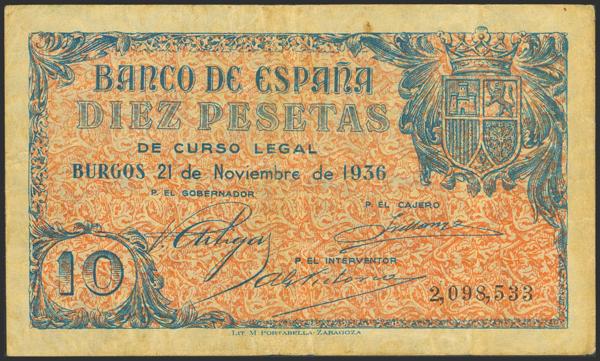 BANCO DE ESPAÑA
DIEZ PESETAS
DE CURSO LEGAL
BURGOS 21 de Noviembre de 1936
P. EL GOBERNADOR
P. EL CAJERO
P. EL INTERVENTOR
10
2,098,533
LIT. M. PORTABELLA-ZARAGOZA